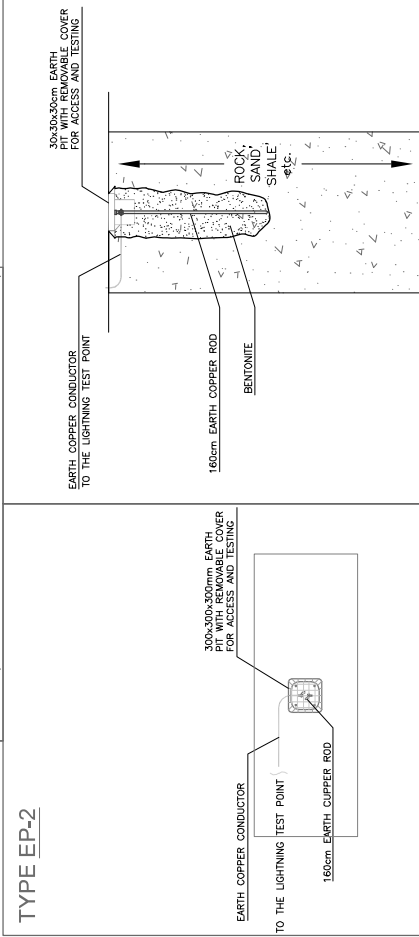 TYPE EP-2
300x300x300mm EARTH
PIT WITH REMOVABLE COVER
FOR ACCESS AND TESTING
EARTH COPPER CONDUCTOR
TO THE LIGHTNING TEST POINT
160cm EARTH CUPPER ROD
30x30x30cm EARTH
PIT WITH REMOVABLE COVER
FOR ACCESS AND TESTING
EARTH COPPER CONDUCTOR
TO THE LIGHTNING TEST POINT
160cm EARTH COPPER ROD
BENTONITE
ROCK,
SAND,
SHALE,
etc.